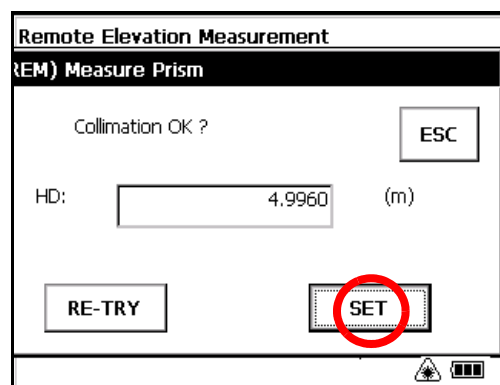 Remote Elevation Measurement
REM) Measure Prism
Collimation OK ?
ESC
HD: 4.9960 (m)
RE-TRY SET